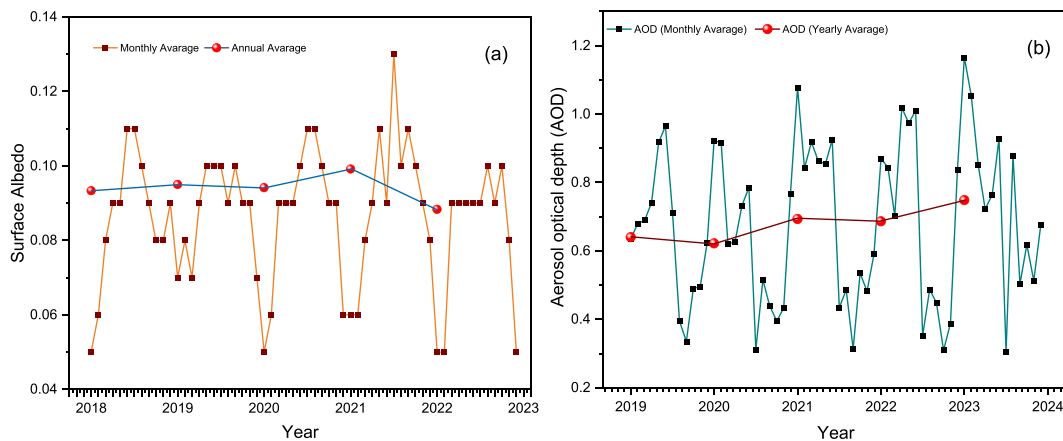 0.14
0.12
0.10
0.08
0.06
0.04
Surface Albedo
Monthly Avarage
Annual Avarage
(a)
2018 2019 2020 2021 2022 2023
Year
1.2
1.0
0.8
0.6
0.4
0.2
Aerosol optical depth (AOD)
AOD (Monthly Avarage)
AOD (Yearly Avarage)
(b)
2019 2020 2021 2022 2023 2024
Year